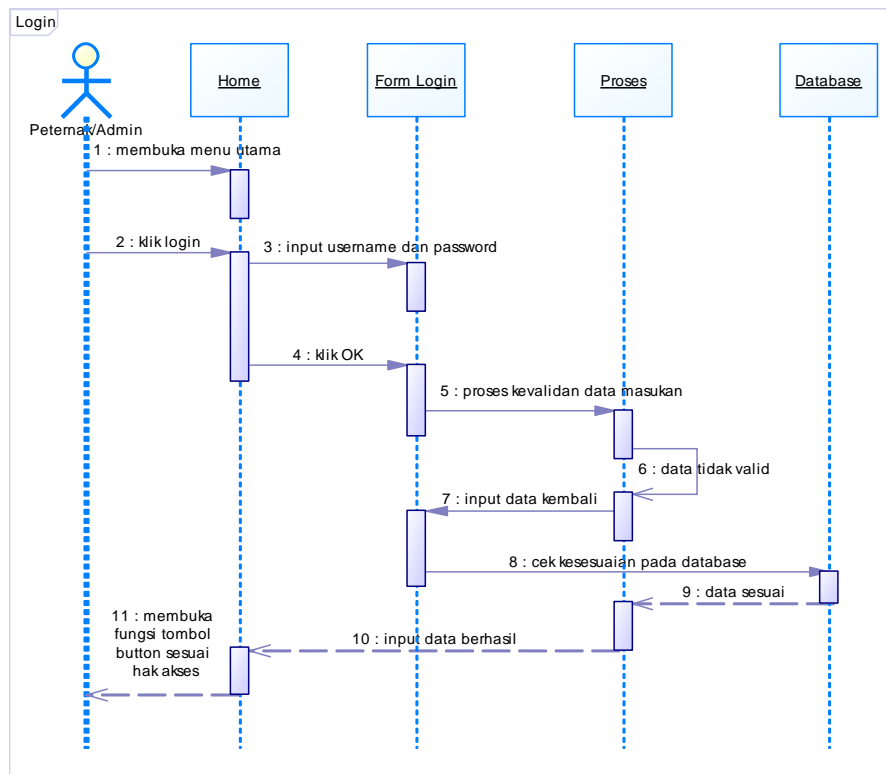 Login
Home
Form Login
Proses
Database
Peternak/Admin
1 : membuka menu utama
2 : klik login
3 : input username dan password
4 : klik OK
5 : proses kevalidan data masukan
6 : data tidak valid
7 : input data kembali
8 : cek kesesuaian pada database
9 : data sesuai
10 : input data berhasil
11 : membuka
fungsi tombol
button sesuai
hak akses